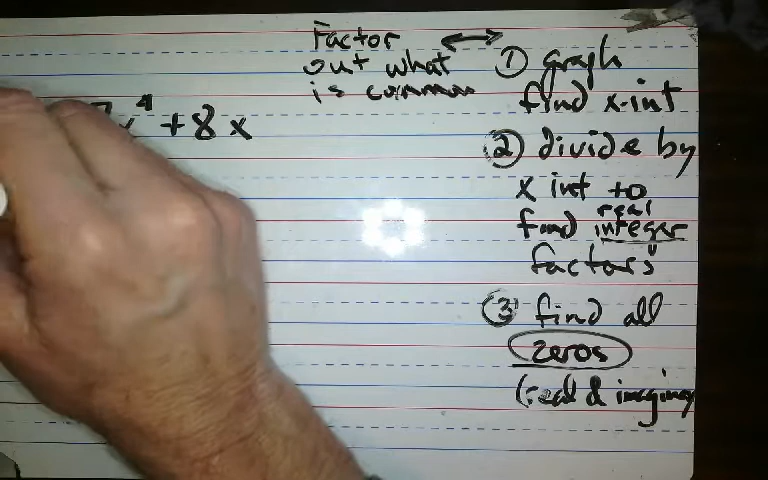 Factor
out what
is common
x⁴ + 8x
① graph
find x-int
② divide by
x int to
real
find integer
factors
③ find all
zeros
(real & imaginary